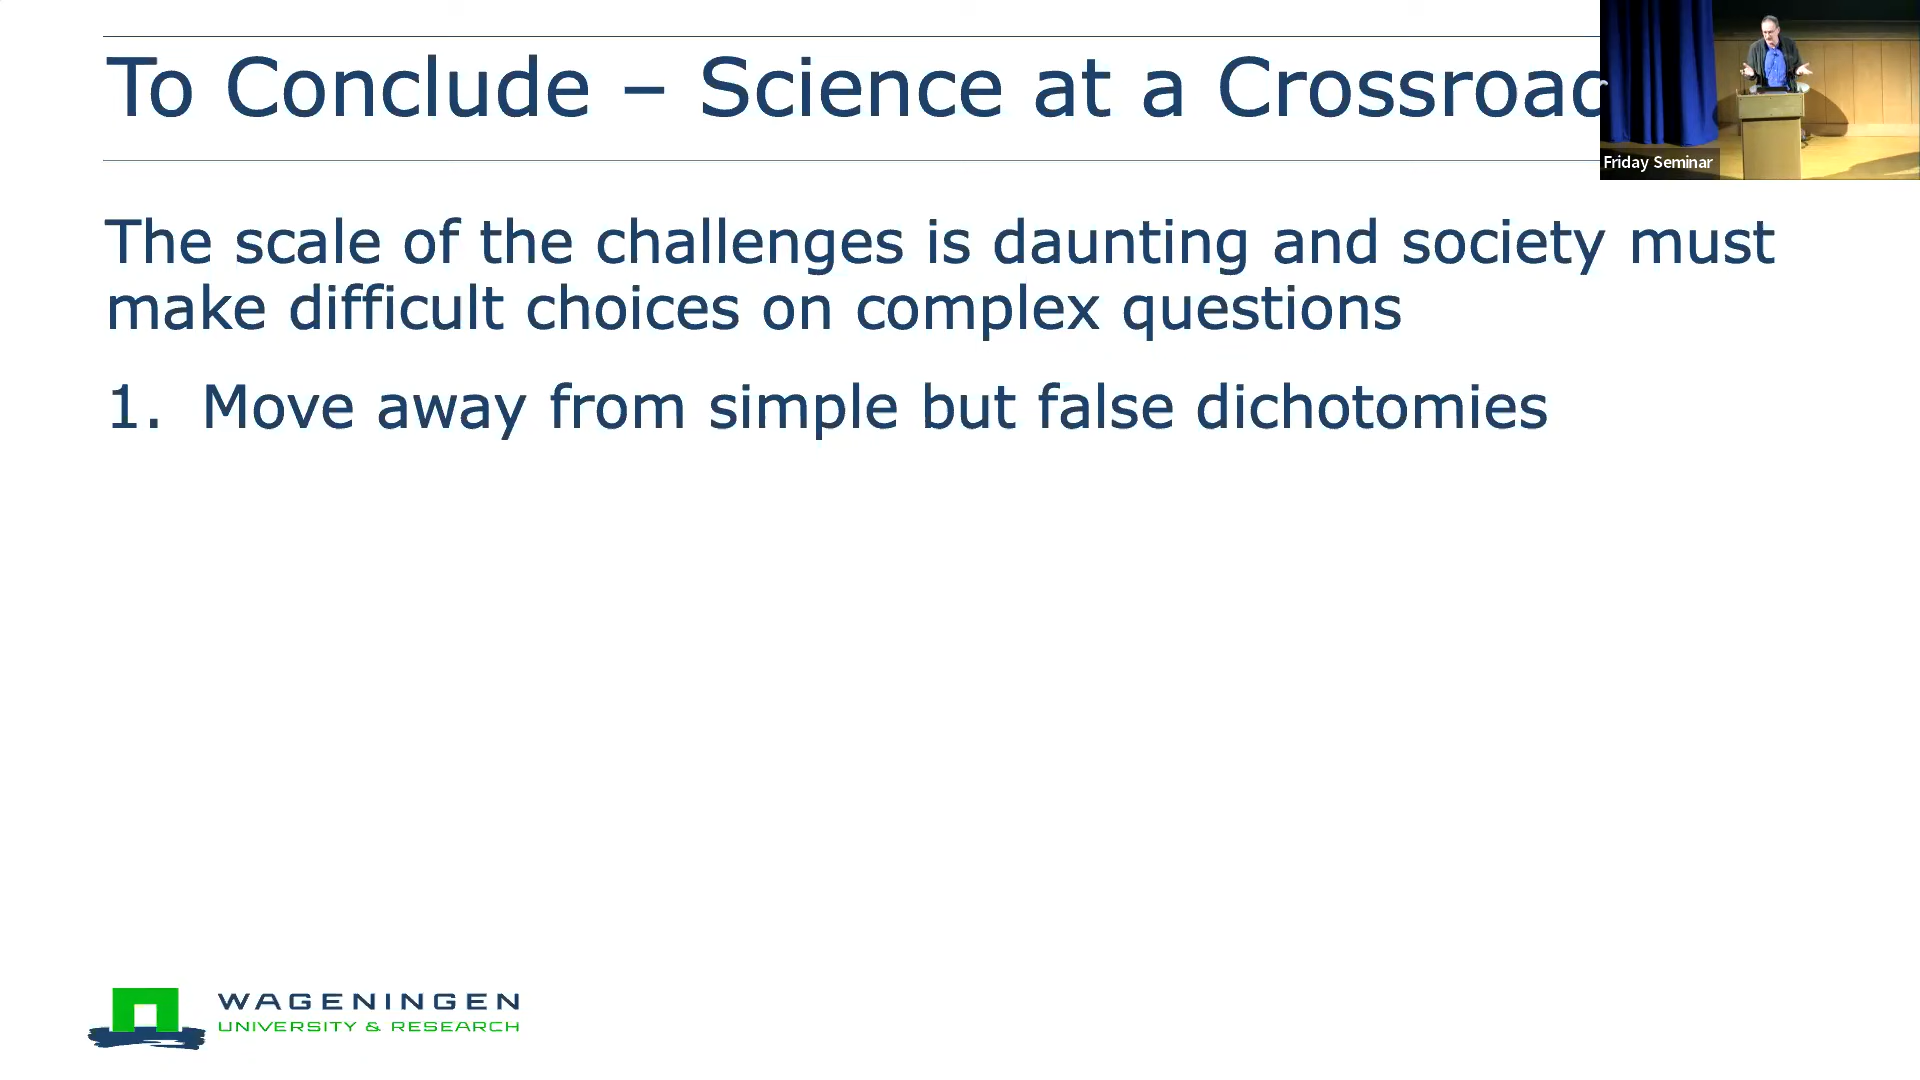 To Conclude – Science at a Crossroad
Friday Seminar
The scale of the challenges is daunting and society must
make difficult choices on complex questions
1. Move away from simple but false dichotomies
WAGENINGEN
UNIVERSITY & RESEARCH